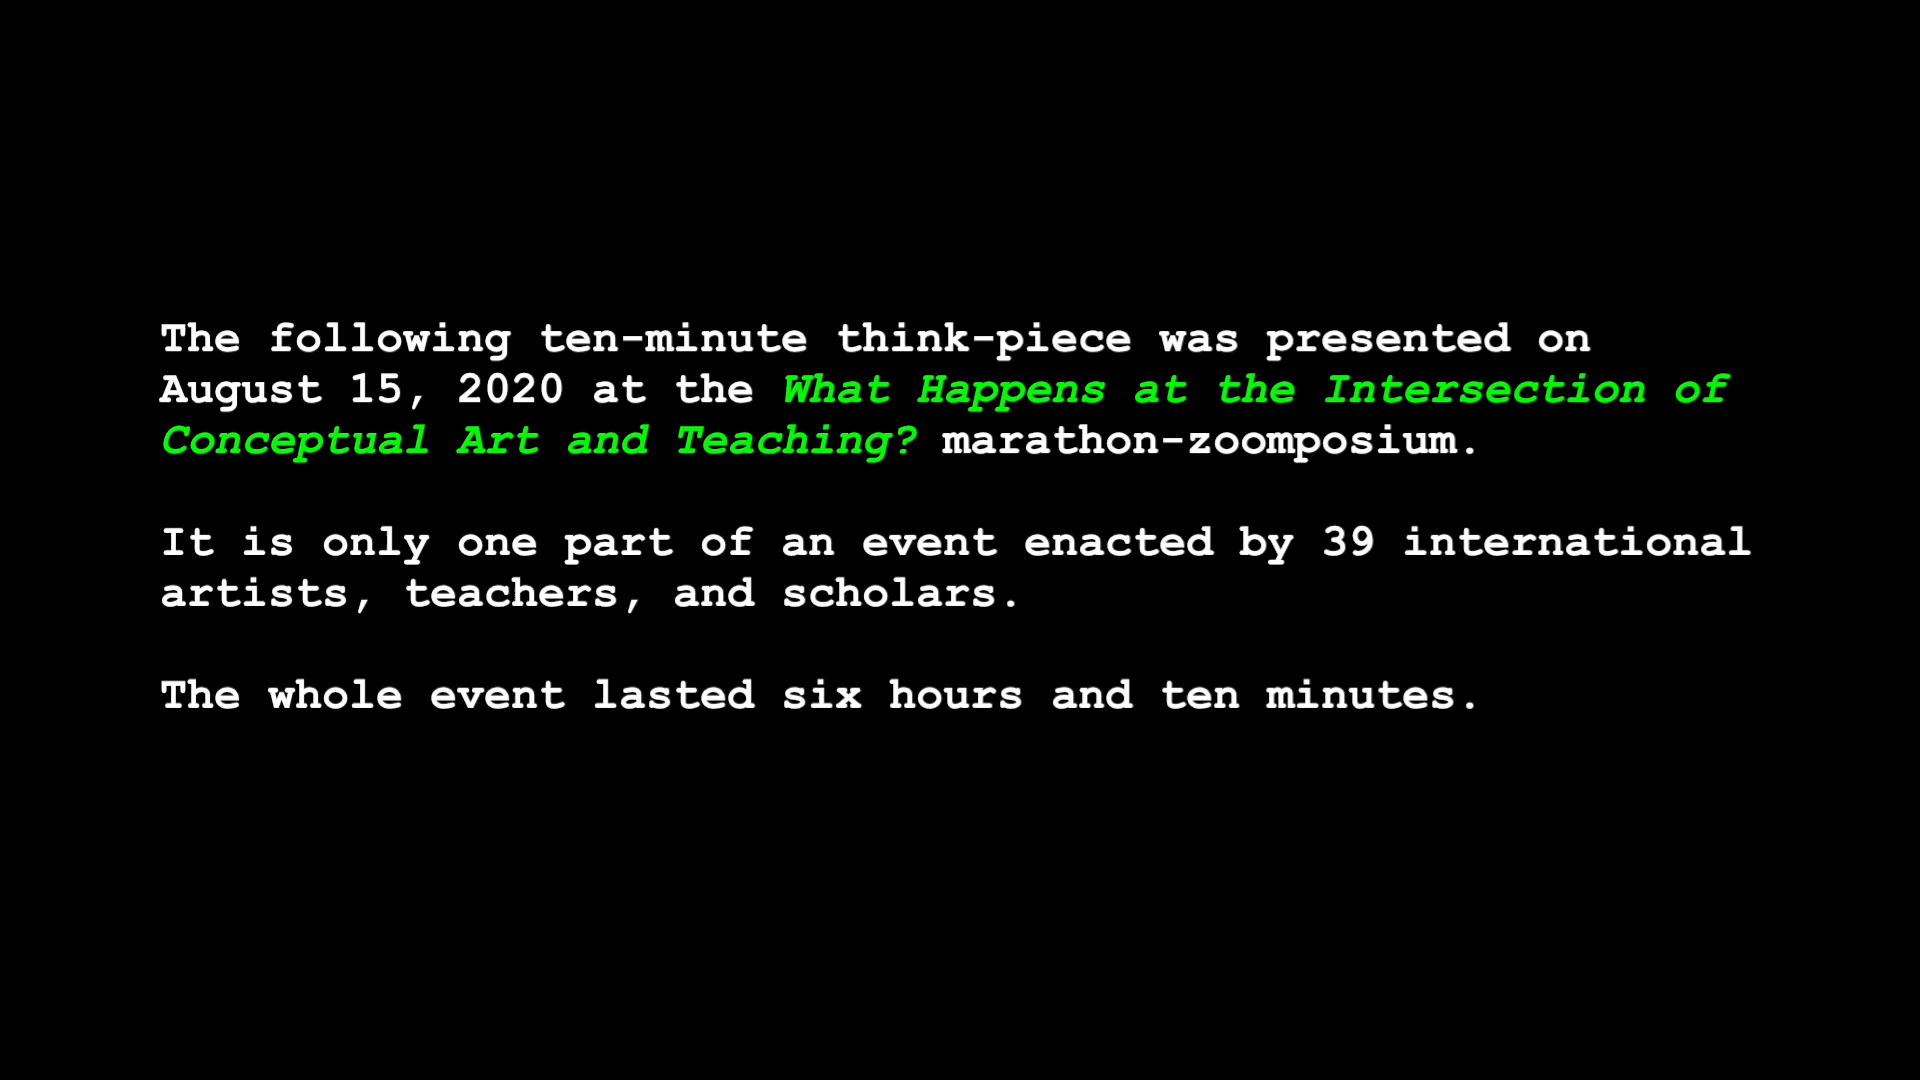 The following ten-minute think-piece was presented on
August 15, 2020 at the What Happens at the Intersection of
Conceptual Art and Teaching? marathon-zoomposium.
It is only one part of an event enacted by 39 international
artists, teachers, and scholars.
The whole event lasted six hours and ten minutes.